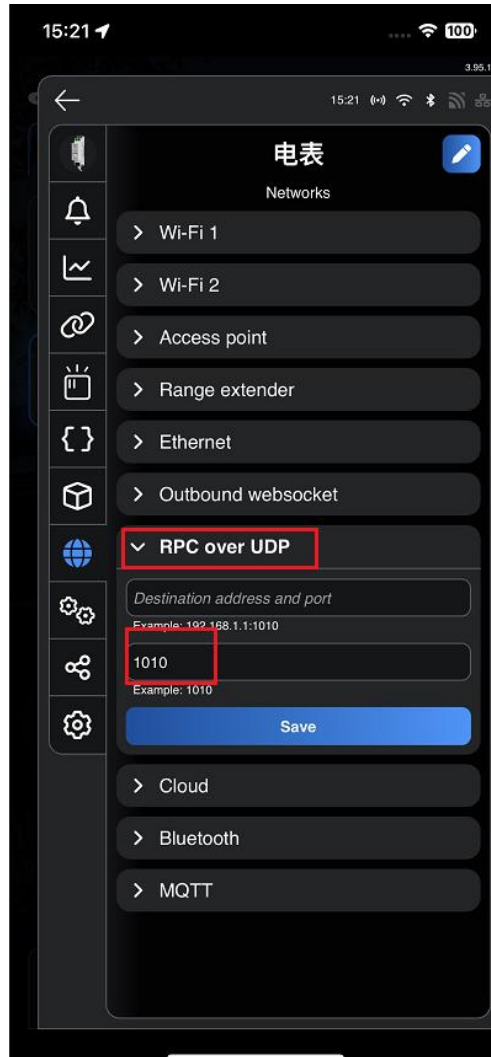 15:21
100
3.95.1
15:21
电表
Networks
Wi-Fi 1
Wi-Fi 2
Access point
Range extender
Ethernet
Outbound websocket
RPC over UDP
Destination address and port
Example: 192.168.1.1:1010
1010
Example: 1010
Save
Cloud
Bluetooth
MQTT